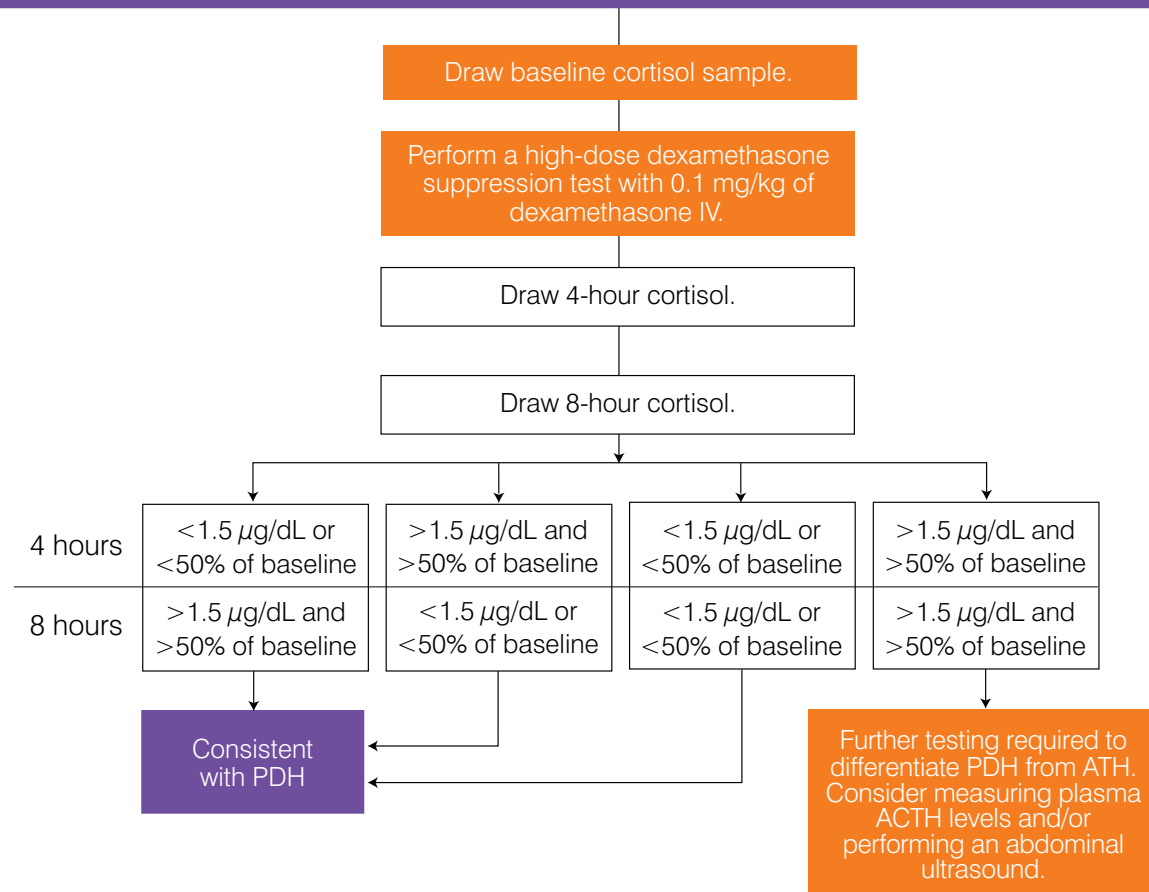 Draw baseline cortisol sample.
Perform a high-dose dexamethasone
suppression test with 0.1 mg/kg of
dexamethasone IV.
Draw 4-hour cortisol.
Draw 8-hour cortisol.
4 hours
<1.5 µg/dL or
<50% of baseline
>1.5 µg/dL and
>50% of baseline
<1.5 µg/dL or
<50% of baseline
>1.5 µg/dL and
>50% of baseline
8 hours
>1.5 µg/dL and
>50% of baseline
<1.5 µg/dL or
<50% of baseline
<1.5 µg/dL or
<50% of baseline
>1.5 µg/dL and
>50% of baseline
Consistent
with PDH
Further testing required to
differentiate PDH from ATH.
Consider measuring plasma
ACTH levels and/or
performing an abdominal
ultrasound.